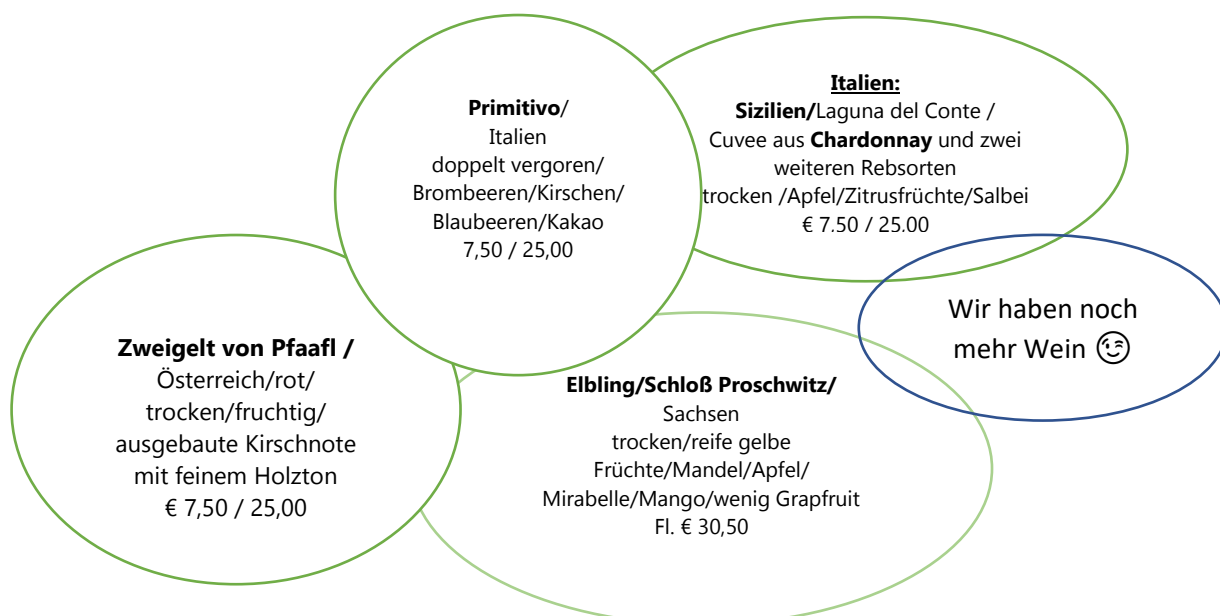 Primitivo/
Italien
doppelt vergoren/
Brombeeren/Kirschen/
Blaubeeren/Kakao
7,50 / 25,00
Italien:
Sizilien/Laguna del Conte /
Cuvee aus Chardonnay und zwei
weiteren Rebsorten
trocken /Apfel/Zitrusfrüchte/Salbei
€ 7.50 / 25.00
Wir haben noch
mehr Wein 😉
Zweigelt von Pfaafl /
Österreich/rot/
trocken/fruchtig/
ausgebaute Kirschnote
mit feinem Holzton
€ 7,50 / 25,00
Elbling/Schloß Proschwitz/
Sachsen
trocken/reife gelbe
Früchte/Mandel/Apfel/
Mirabelle/Mango/wenig Grapfruit
Fl. € 30,50